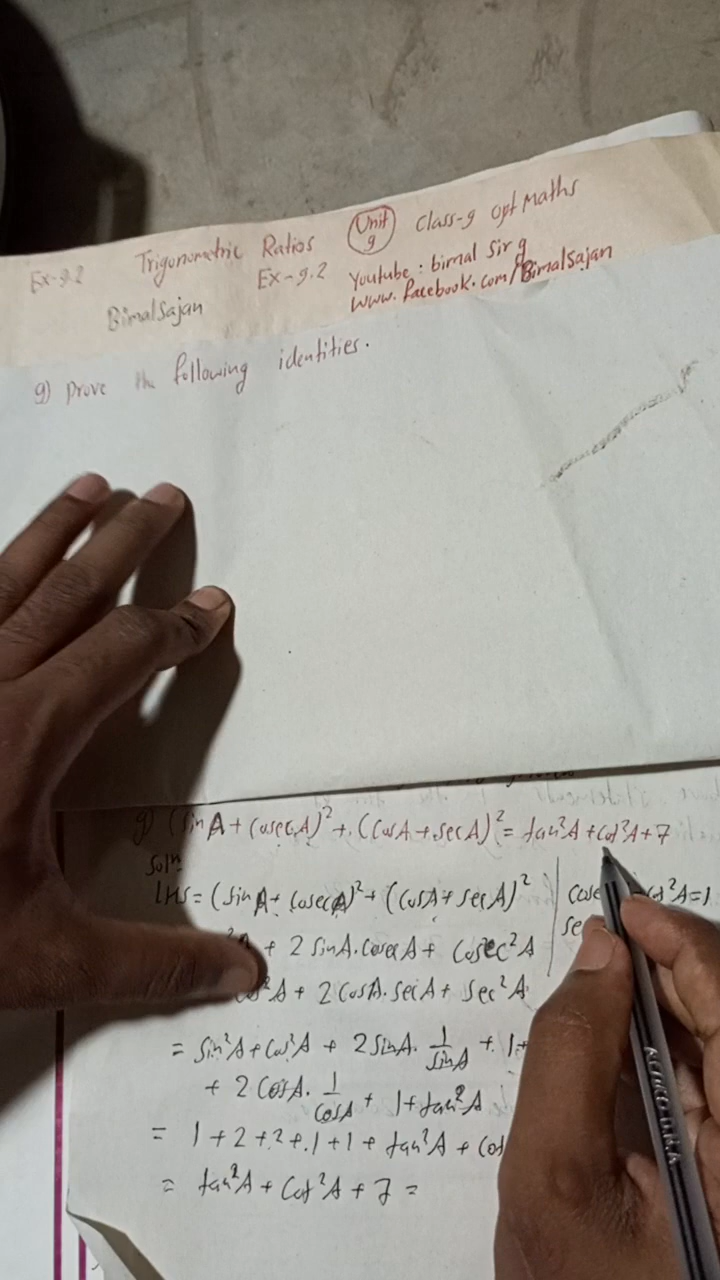 Ex-9.2 Trigonometric Ratios Unit 9 Class-9 Opt Maths
Ex-9.2 Youtube: bimal Sir g
BimalSajan www.facebook.com/BimalSajan
g) prove the following identities.
g) (SinA + CosecA)² + (CosA + SecA)² = tan²A + Cot²A + 7
Solⁿ
LHS = (SinA + CosecA)² + (CosA + SecA)²
+ 2 SinA. CosecA + Cosec²A
²A + 2 CosA. SecA + Sec²A
= Sin²A + Cos²A + 2 SinA. 1/SinA + 1+
+ 2 CosA. 1/CosA + 1 + tan²A
= 1 + 2 + 2 + 1 + 1 + tan²A +
= tan²A + Cot²A + 7 =
²A = 1